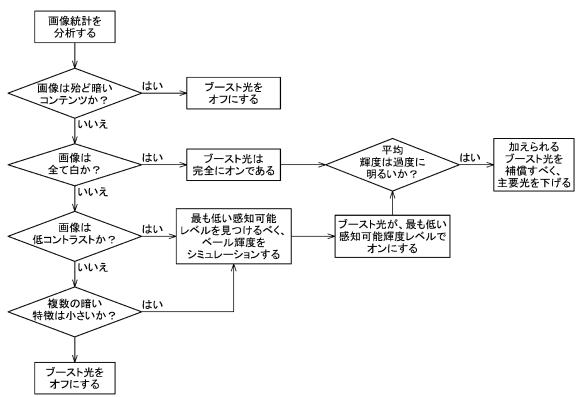 画像統計を
分析する
画像は殆ど暗い
コンテンツか？
はい
ブースト光を
オフにする
いいえ
画像は
全て白か？
はい
ブースト光は
完全にオンである
平均
輝度は過度に
明るいか？
はい
加えられる
ブースト光を
補償すべく、
主要光を下げる
いいえ
画像は
低コントラストか？
はい
最も低い感知可能
レベルを見つけるべく、
ベール輝度を
シミュレーションする
ブースト光が、最も低い
感知可能輝度レベルで
オンにする
いいえ
複数の暗い
特徴は小さいか？
はい
ブースト光を
オフにする